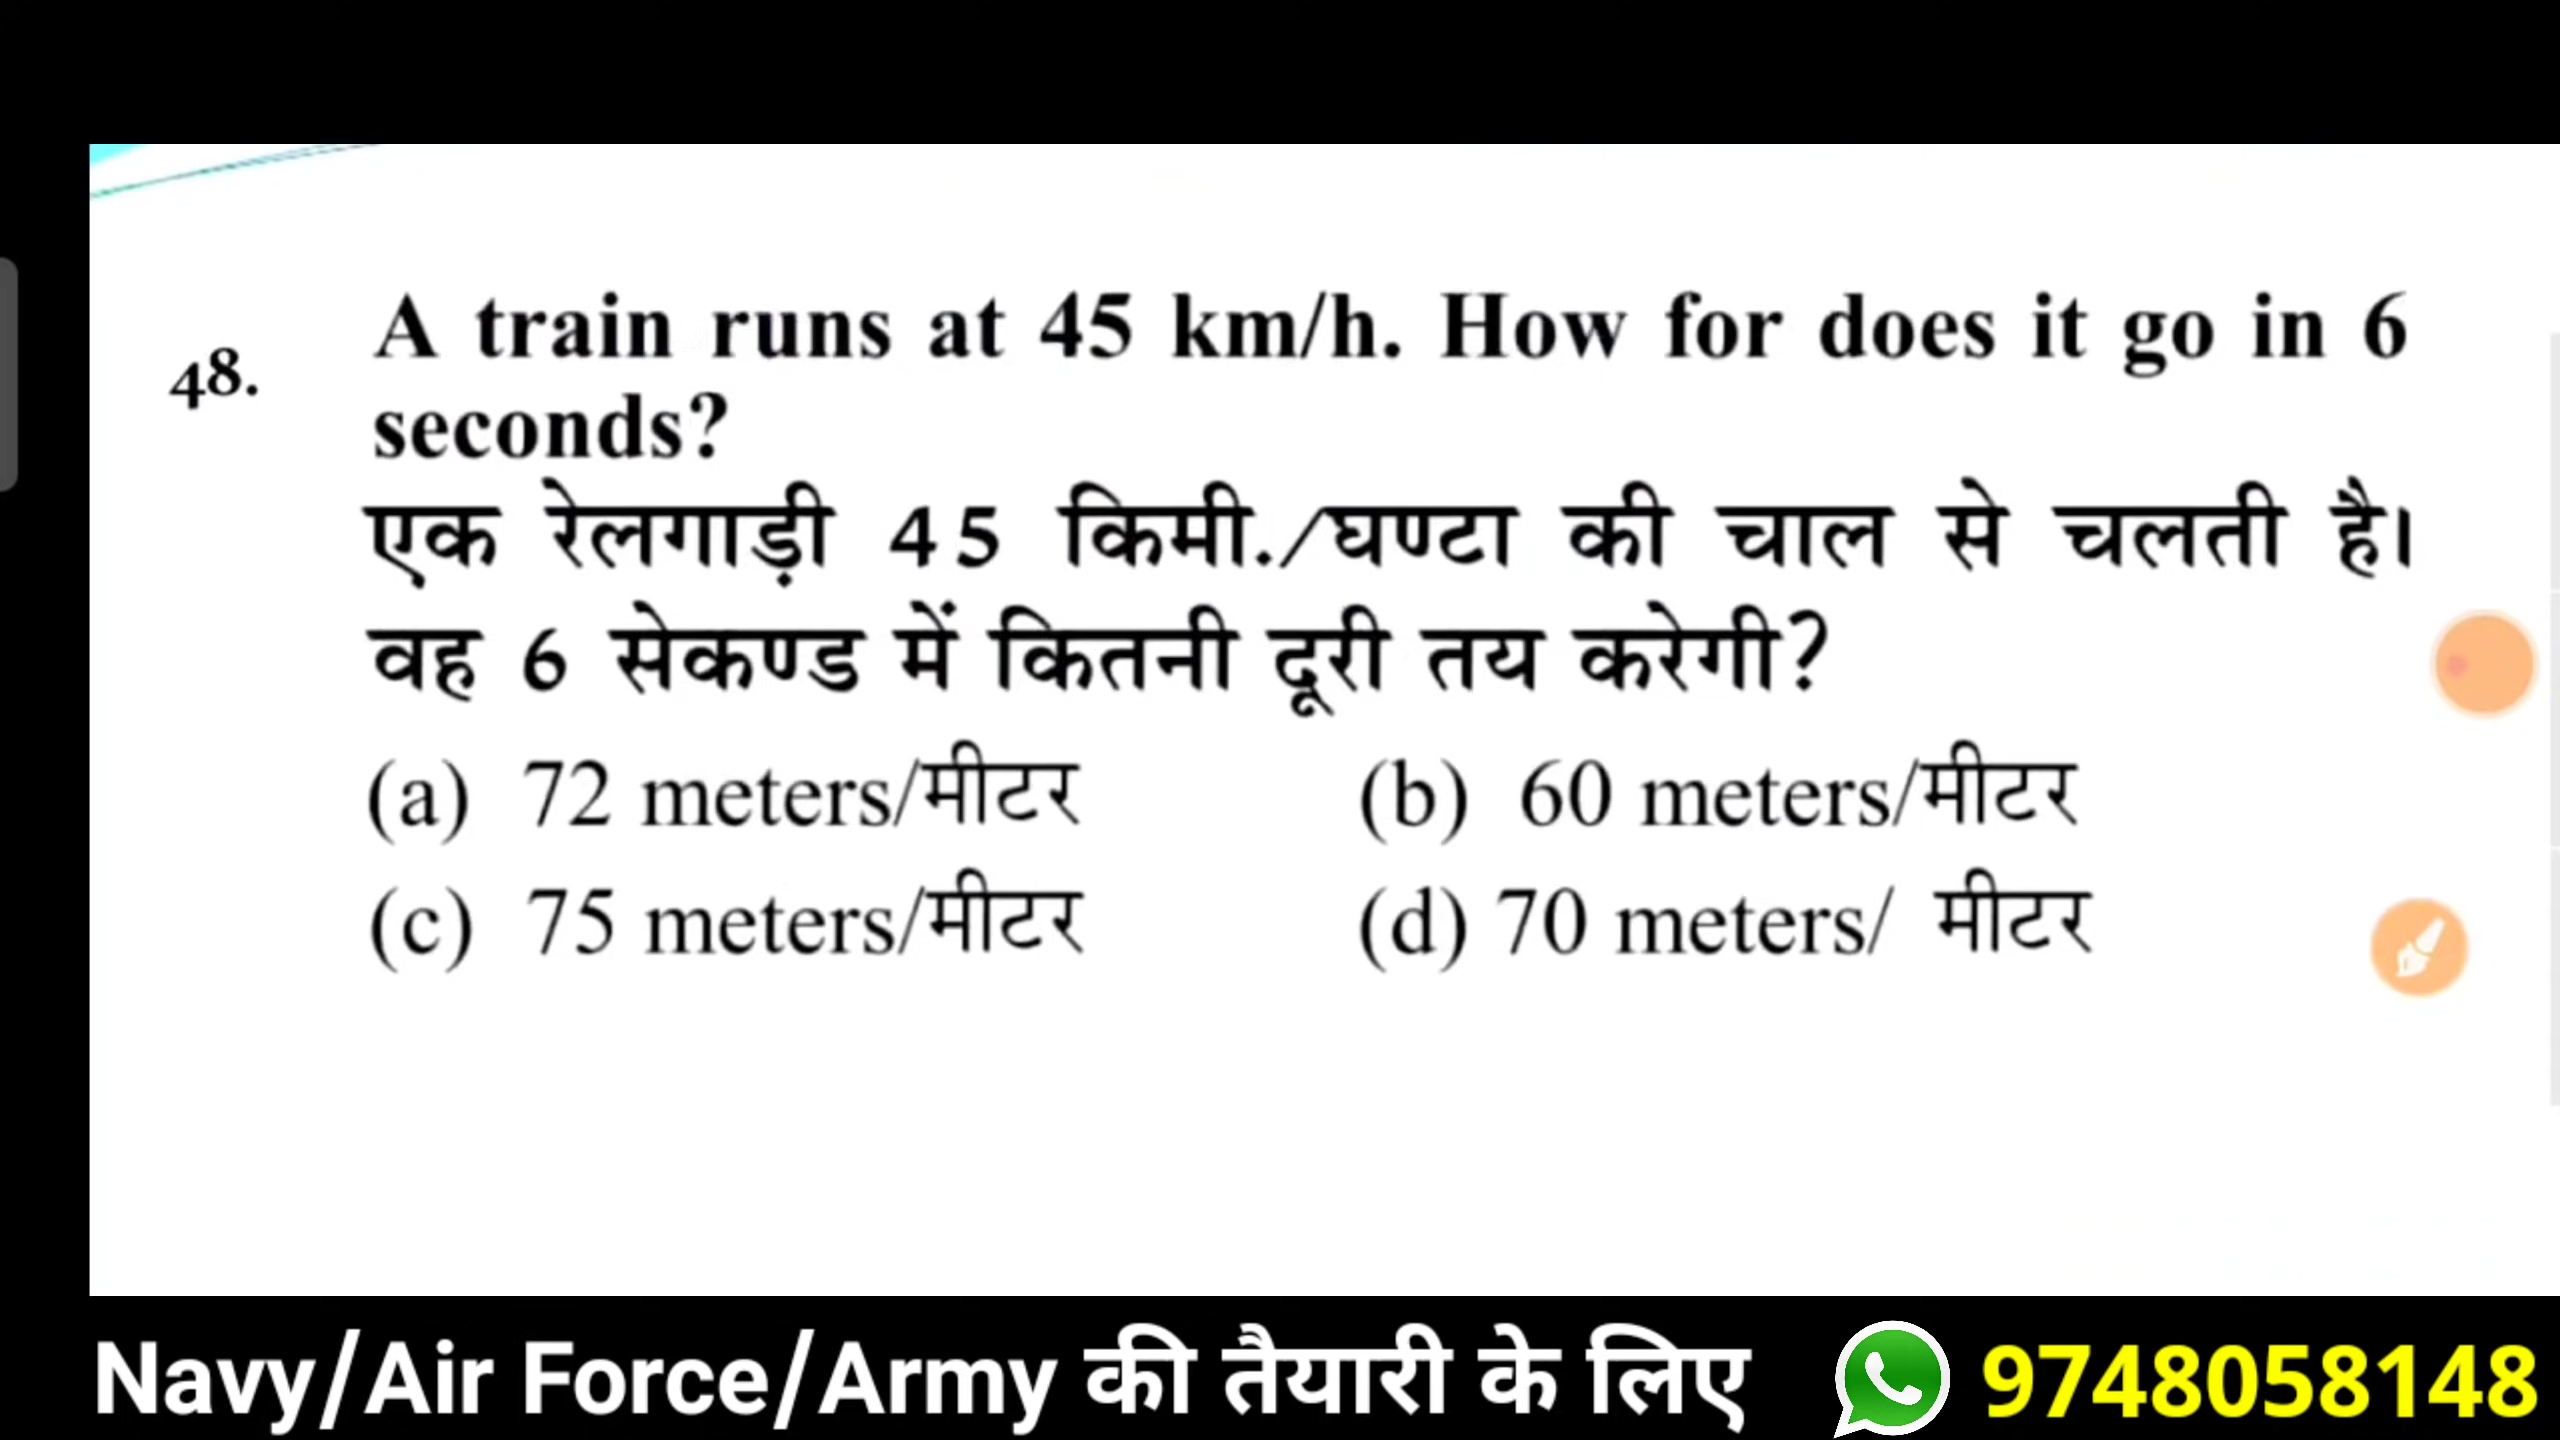 48.
A train runs at 45 km/h. How for does it go in 6
seconds?
एक रेलगाड़ी 45 किमी./घण्टा की चाल से चलती है।
वह 6 सेकण्ड में कितनी दूरी तय करेगी?
(a) 72 meters/मीटर (b) 60 meters/मीटर
(c) 75 meters/मीटर (d) 70 meters/ मीटर
Navy/Air Force/Army की तैयारी के लिए 9748058148